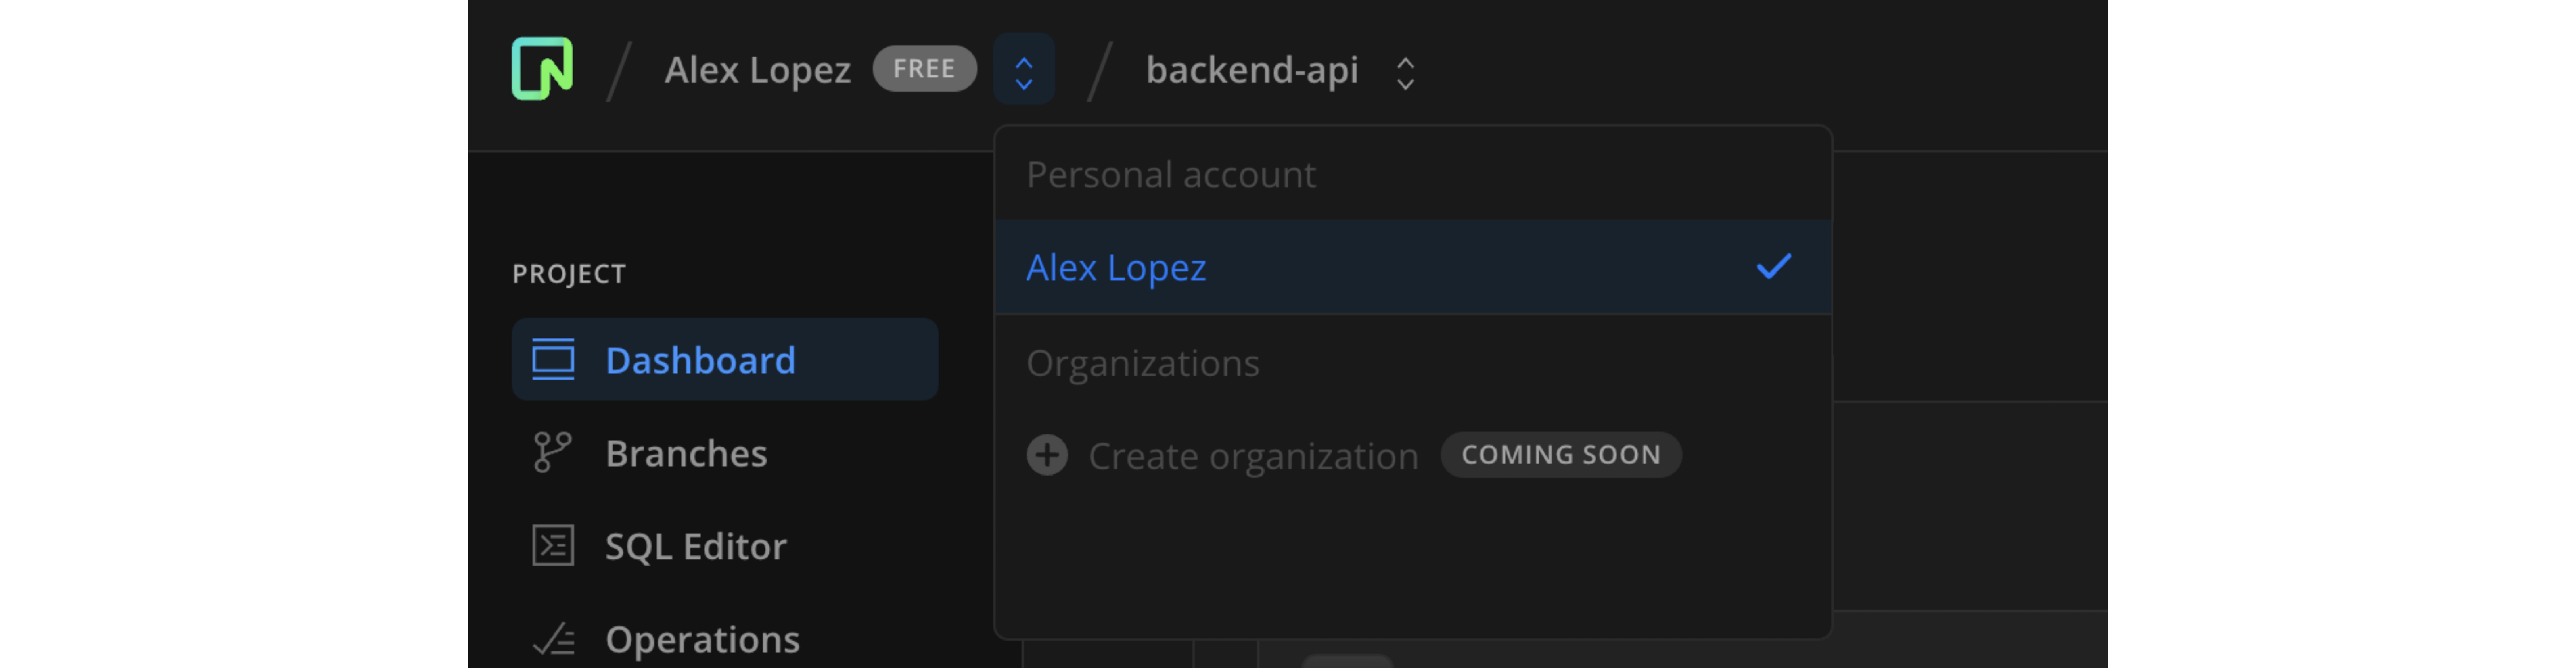 Alex Lopez FREE backend-api
Personal account
Alex Lopez
Organizations
Create organization COMING SOON
PROJECT
Dashboard
Branches
SQL Editor
Operations